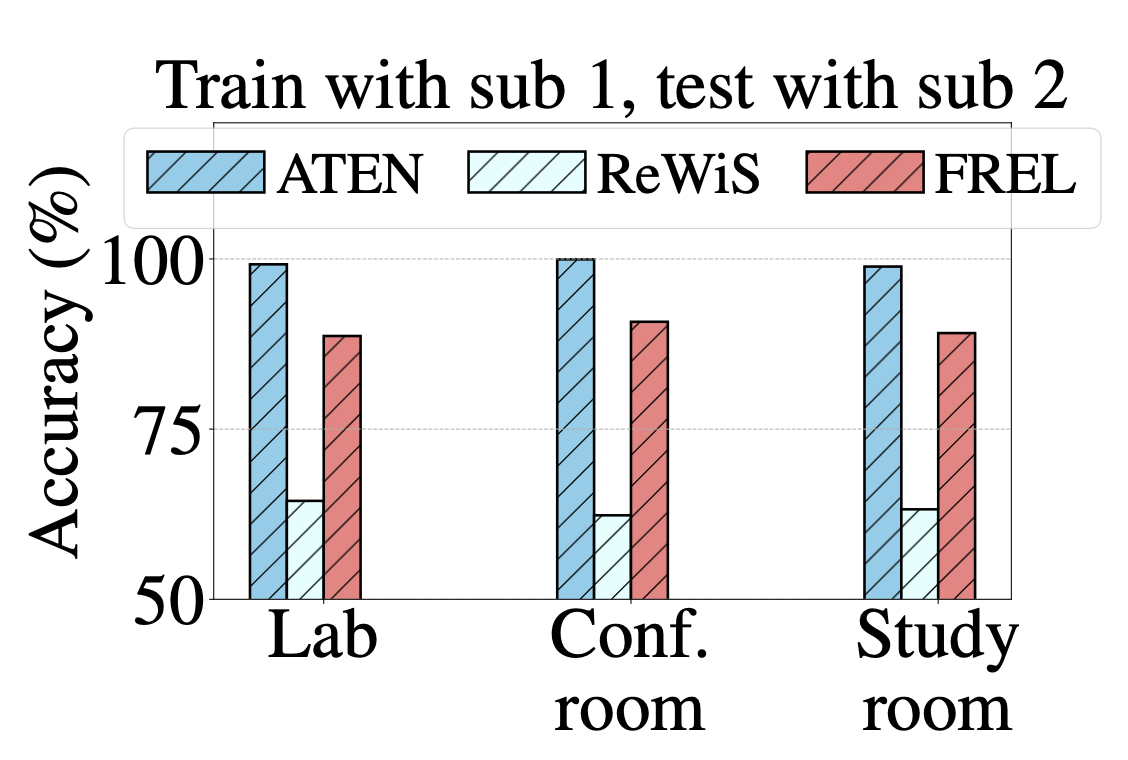 Train with sub 1, test with sub 2
ATEN ReWiS FREL
Accuracy (%)
100
75
50
Lab Conf. Study
room room